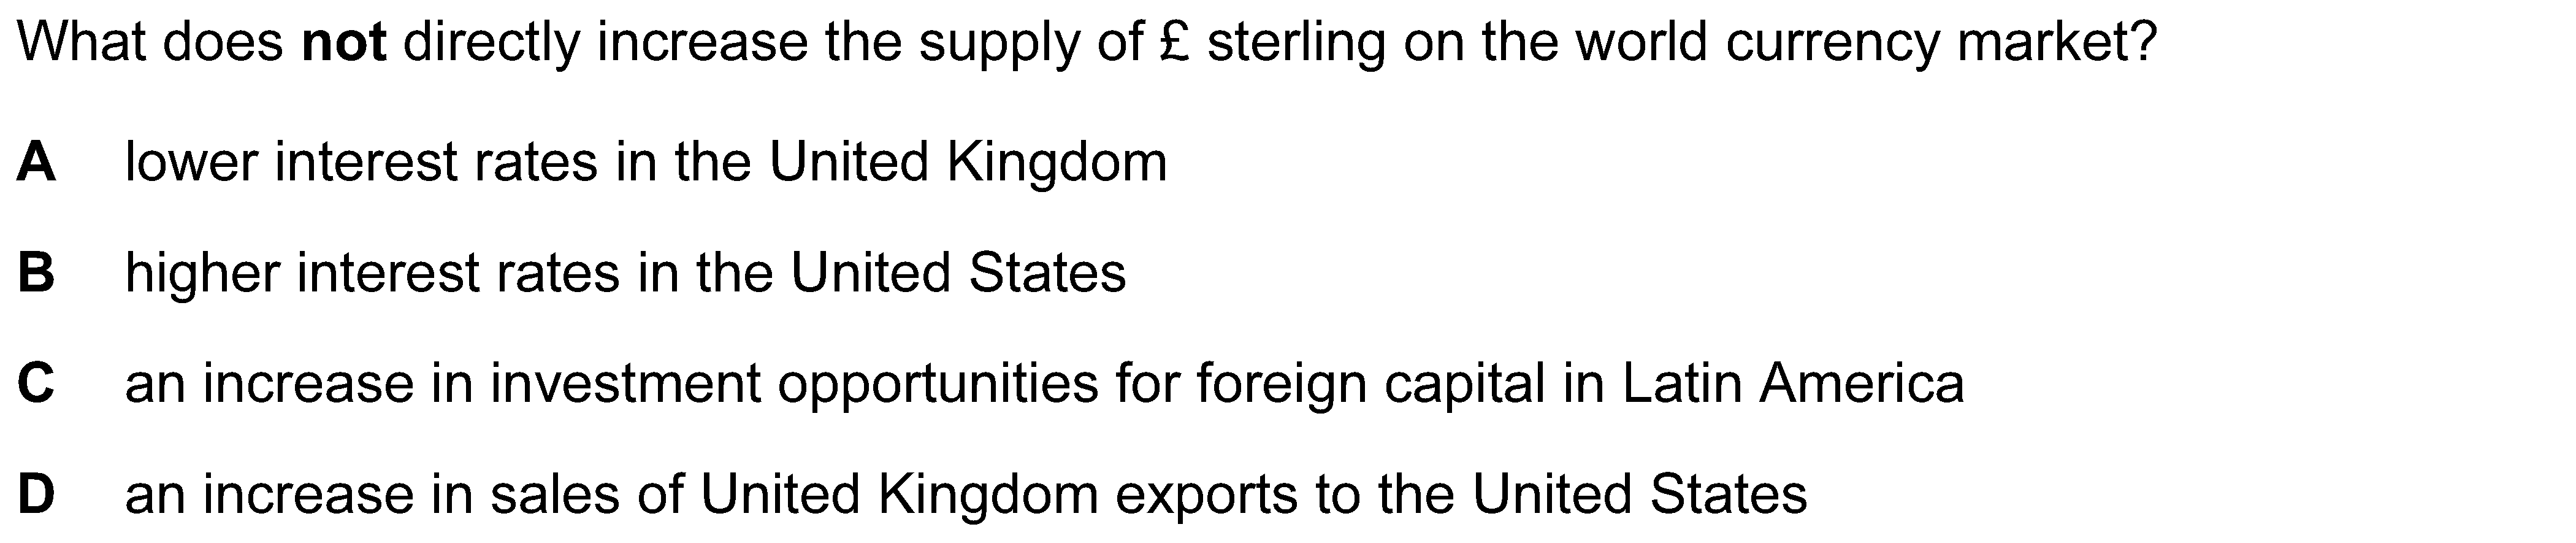 What does not directly increase the supply of £ sterling on the world currency market?
A lower interest rates in the United Kingdom
B higher interest rates in the United States
C an increase in investment opportunities for foreign capital in Latin America
D an increase in sales of United Kingdom exports to the United States